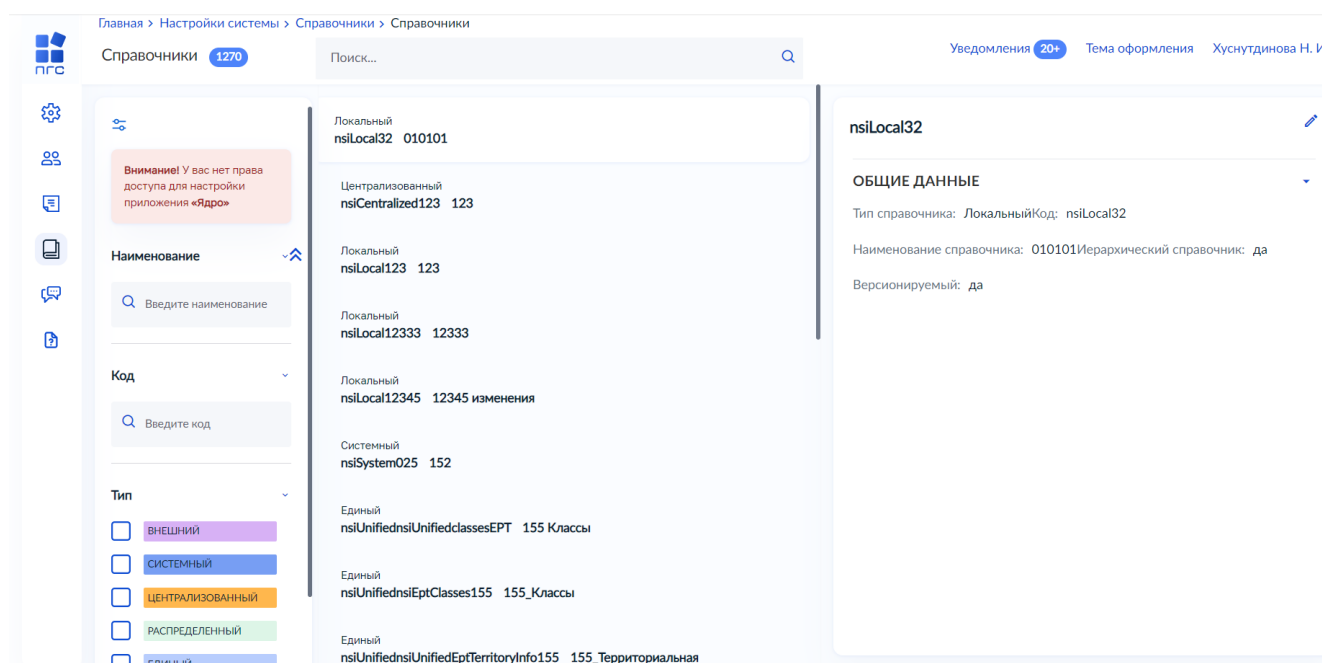 Главная > Настройки системы > Справочники > Справочники
пгс
Справочники 1270
Поиск...
Уведомления 20+ Тема оформления Хуснутдинова Н. И
Внимание! У вас нет права
доступа для настройки
приложения «Ядро»
Наименование
Введите наименование
Код
Введите код
Тип
ВНЕШНИЙ
СИСТЕМНЫЙ
ЦЕНТРАЛИЗОВАННЫЙ
РАСПРЕДЕЛЕННЫЙ
ЕДИНЫЙ
Локальный
nsiLocal32 010101
Централизованный
nsiCentralized123 123
Локальный
nsiLocal123 123
Локальный
nsiLocal12333 12333
Локальный
nsiLocal12345 12345 изменения
Системный
nsiSystem025 152
Единый
nsiUnifiednsiUnifiedclassesEPT 155 Классы
Единый
nsiUnifiednsiEptClasses155 155_Классы
Единый
nsiUnifiednsiUnifiedEptTerritoryInfo155 155_Территориальная
nsiLocal32
ОБЩИЕ ДАННЫЕ
Тип справочника: ЛокальныйКод: nsiLocal32
Наименование справочника: 010101Иерархический справочник: да
Версионируемый: да